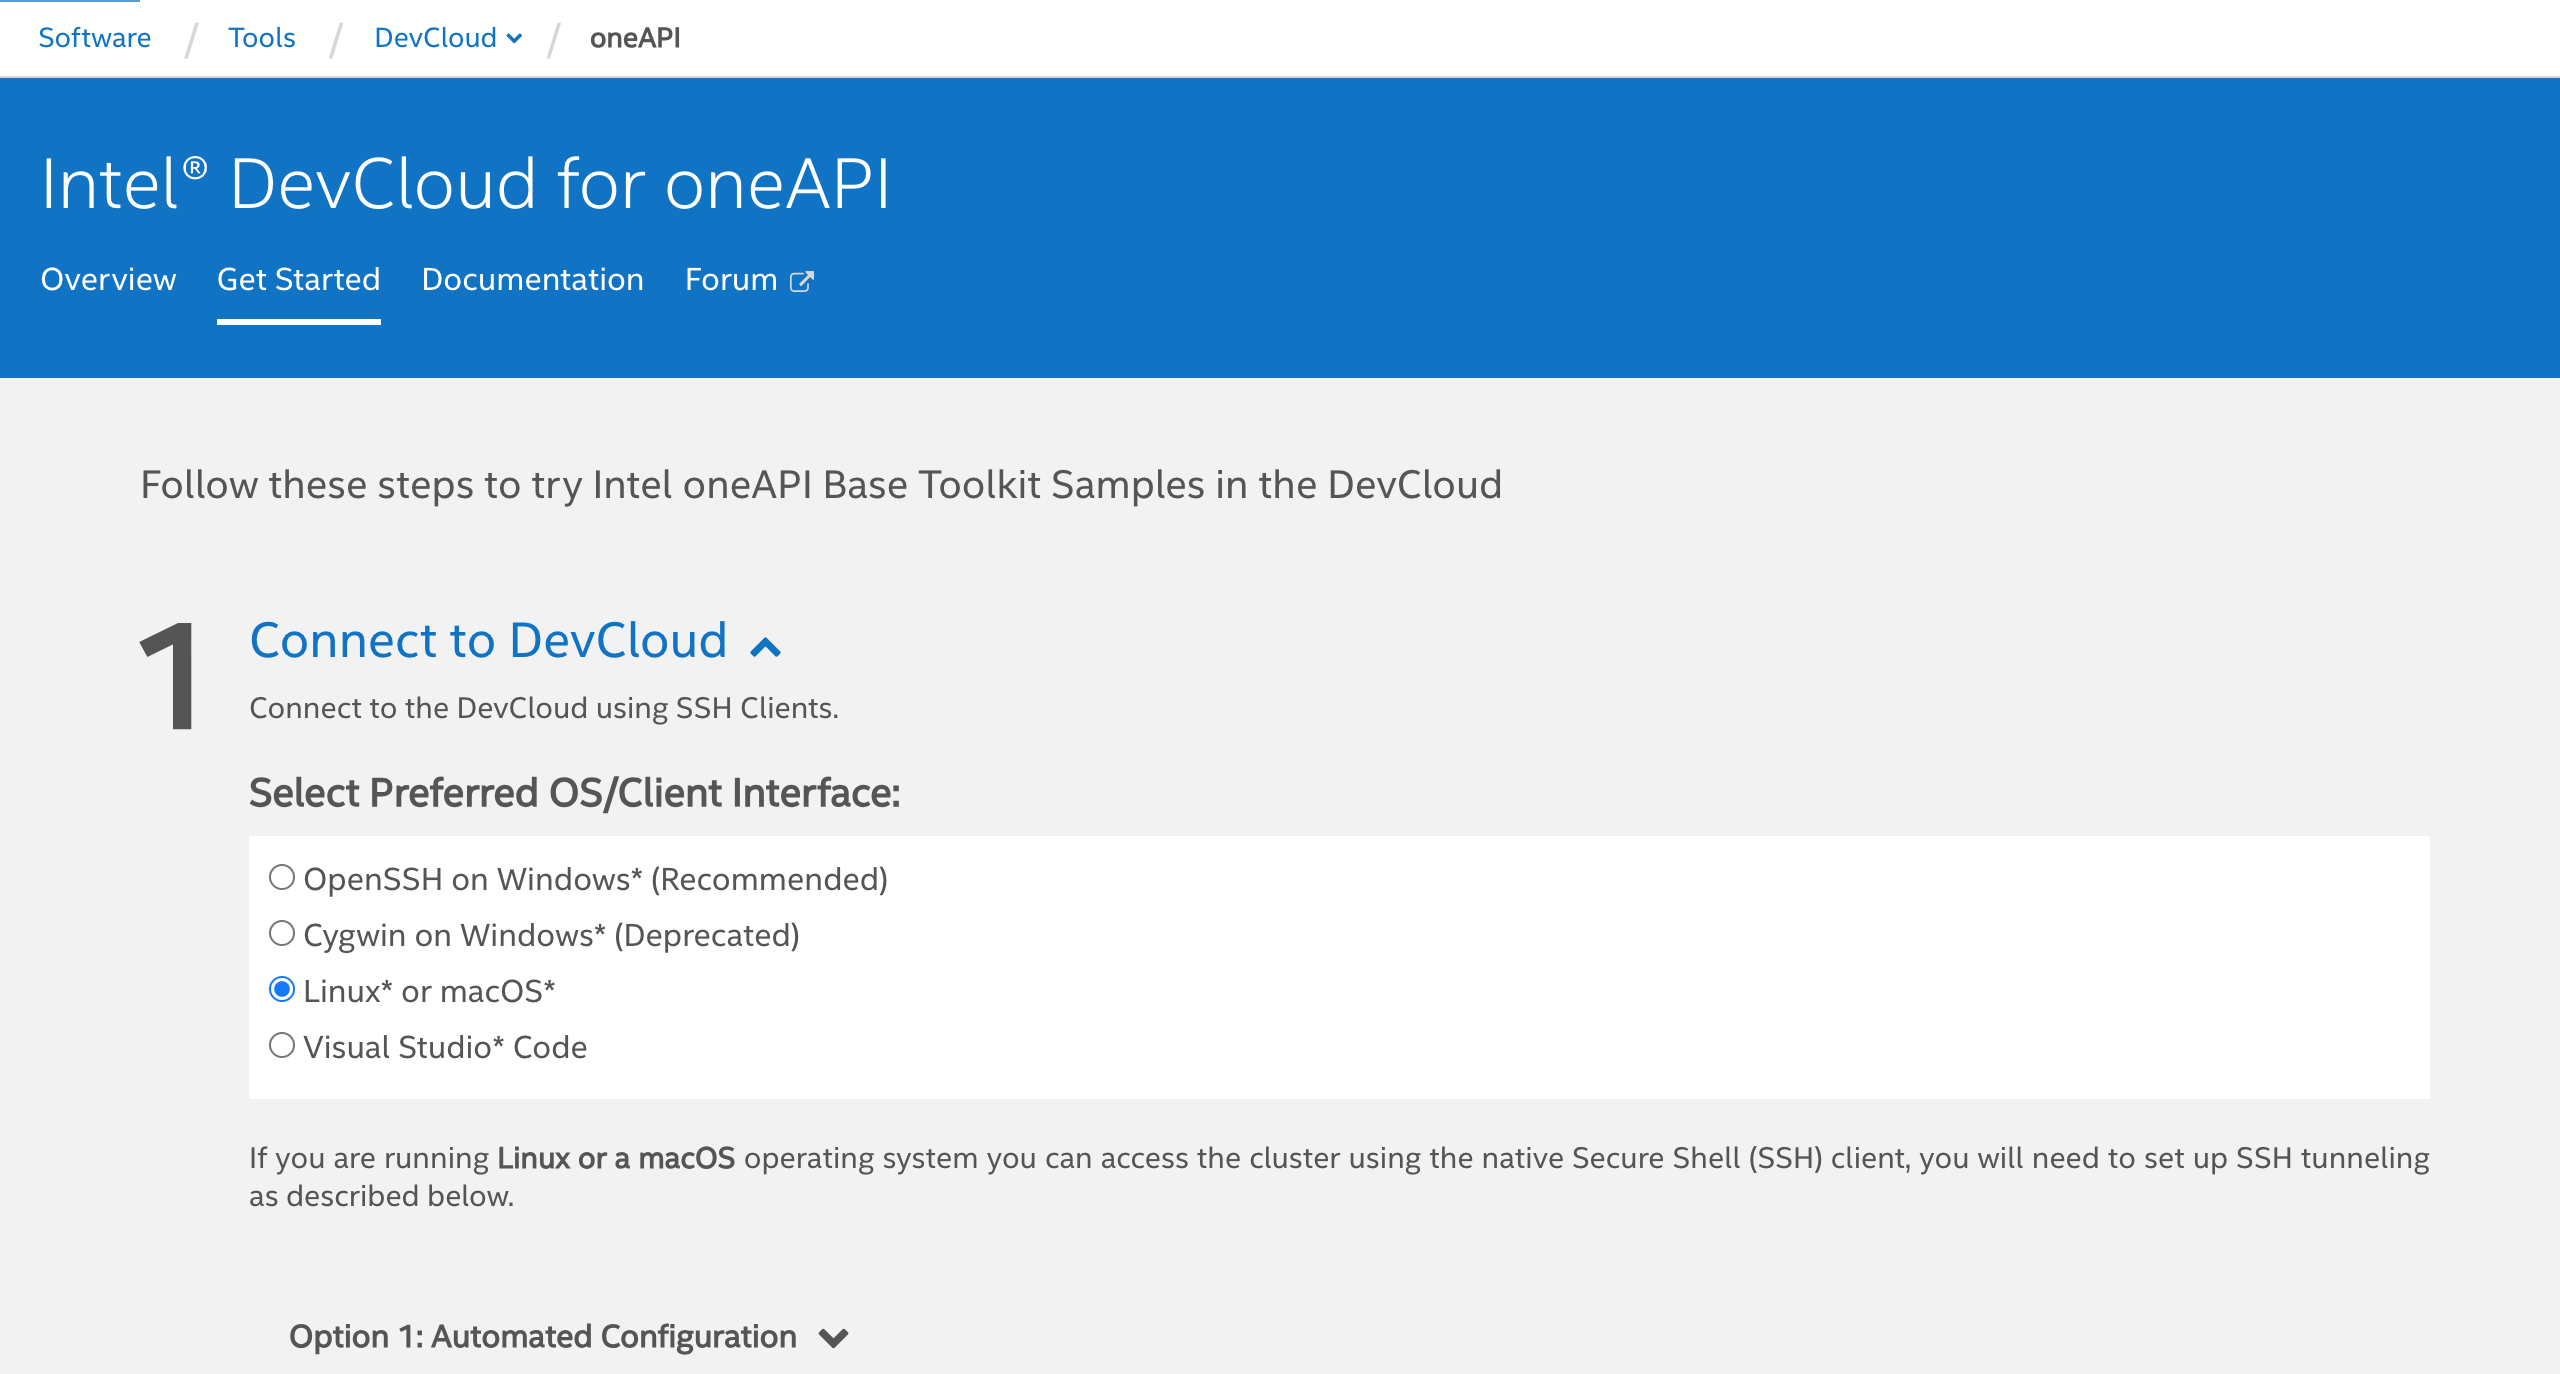 Software / Tools / DevCloud / oneAPI
Intel® DevCloud for oneAPI
Overview Get Started Documentation Forum
Follow these steps to try Intel oneAPI Base Toolkit Samples in the DevCloud
1 Connect to DevCloud
Connect to the DevCloud using SSH Clients.
Select Preferred OS/Client Interface:
OpenSSH on Windows* (Recommended)
Cygwin on Windows* (Deprecated)
Linux* or macOS*
Visual Studio* Code
If you are running Linux or a macOS operating system you can access the cluster using the native Secure Shell (SSH) client, you will need to set up SSH tunneling
as described below.
Option 1: Automated Configuration